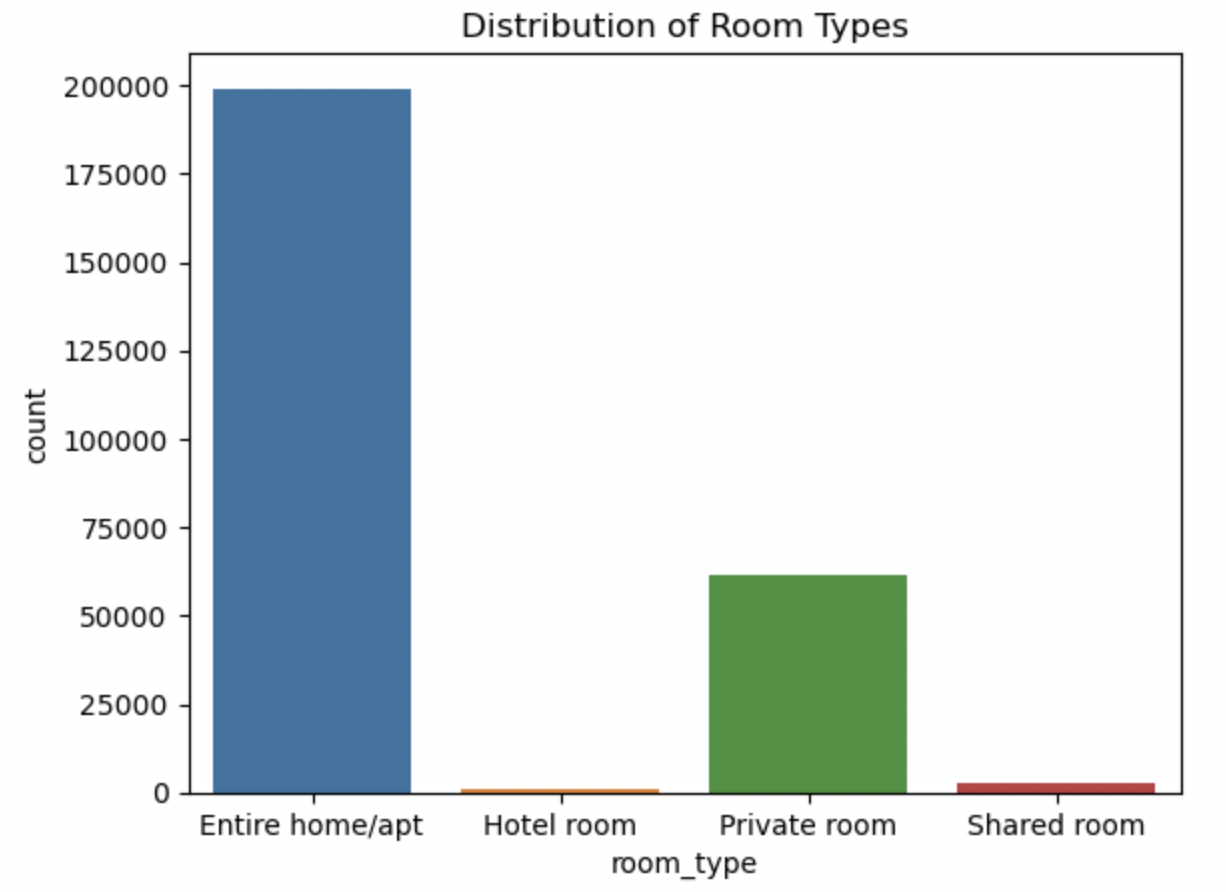 Distribution of Room Types
200000
175000
150000
125000
100000
75000
50000
25000
0
count
Entire home/apt Hotel room Private room Shared room
room_type